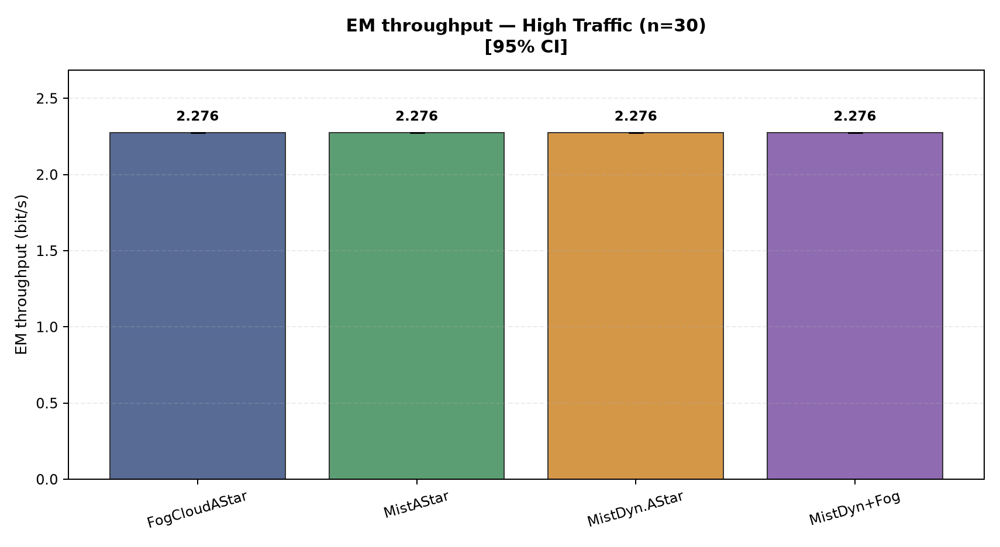 EM throughput — High Traffic (n=30)
[95% CI]
EM throughput (bit/s)
2.5
2.0
1.5
1.0
0.5
0.0
2.276
2.276
2.276
2.276
FogCloudAStar
MistAStar
MistDyn.AStar
MistDyn+Fog